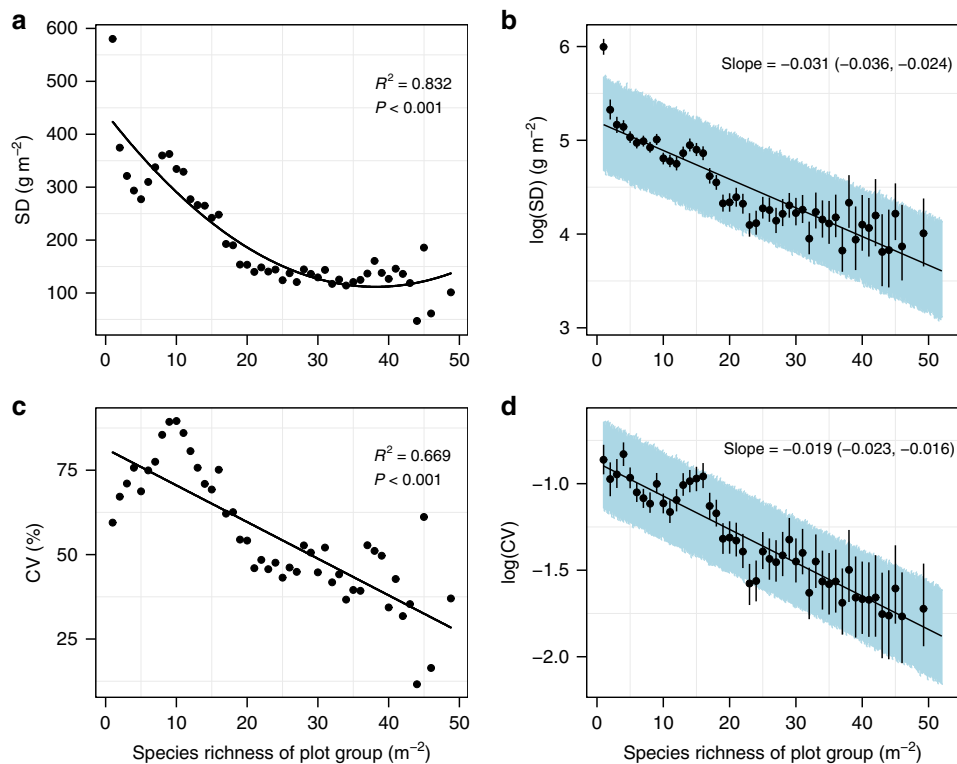 a
600
500
400
300
200
100
SD (g m⁻²)
R² = 0.832
P < 0.001
0 10 20 30 40 50
b
6
5
4
3
log(SD) (g m⁻²)
Slope = −0.031 (−0.036, −0.024)
0 10 20 30 40 50
c
75
50
25
CV (%)
R² = 0.669
P < 0.001
0 10 20 30 40 50
Species richness of plot group (m⁻²)
d
−1.0
−1.5
−2.0
log(CV)
Slope = −0.019 (−0.023, −0.016)
0 10 20 30 40 50
Species richness of plot group (m⁻²)